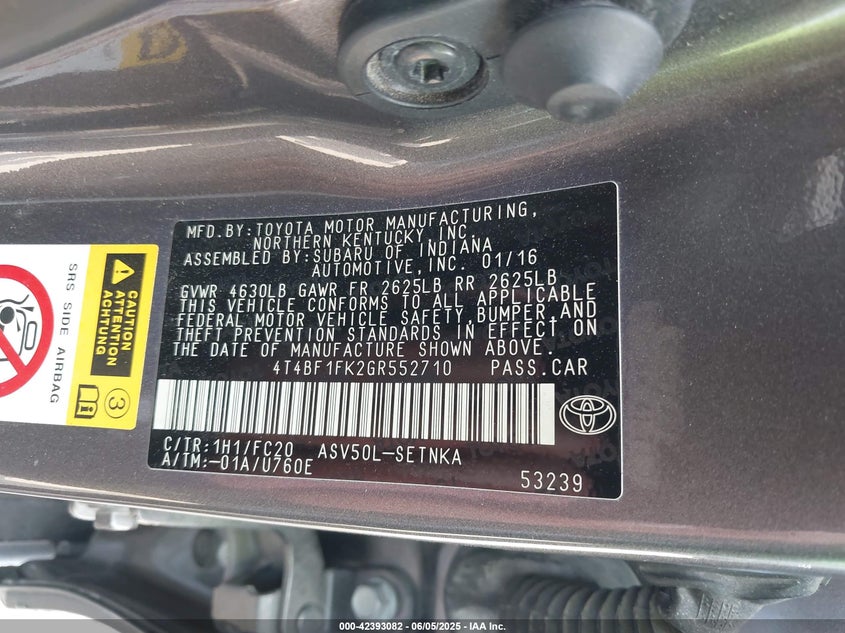 MFD.BY:TOYOTA MOTOR MANUFACTURING,
NORTHERN KENTUCKY, INC.
ASSEMBLED BY:SUBARU OF INDIANA
AUTOMOTIVE,INC. 01/16
GVWR 4630LB GAWR FR 2625LB RR 2625LB
THIS VEHICLE CONFORMS TO ALL APPLICABLE
FEDERAL MOTOR VEHICLE SAFETY, BUMPER, AND
THEFT PREVENTION STANDARDS IN EFFECT ON
THE DATE OF MANUFACTURE SHOWN ABOVE.
4T4BF1FK2GR552710 PASS.CAR
C/TR:1H1/FC20 ASV50L-SETNKA
A/TM:-01A/U760E
53239
CAUTION
ATTENTION
ACHTUNG
SRS SIDE AIRBAG
3
000-42393082 - 06/05/2025 - IAA, Inc.